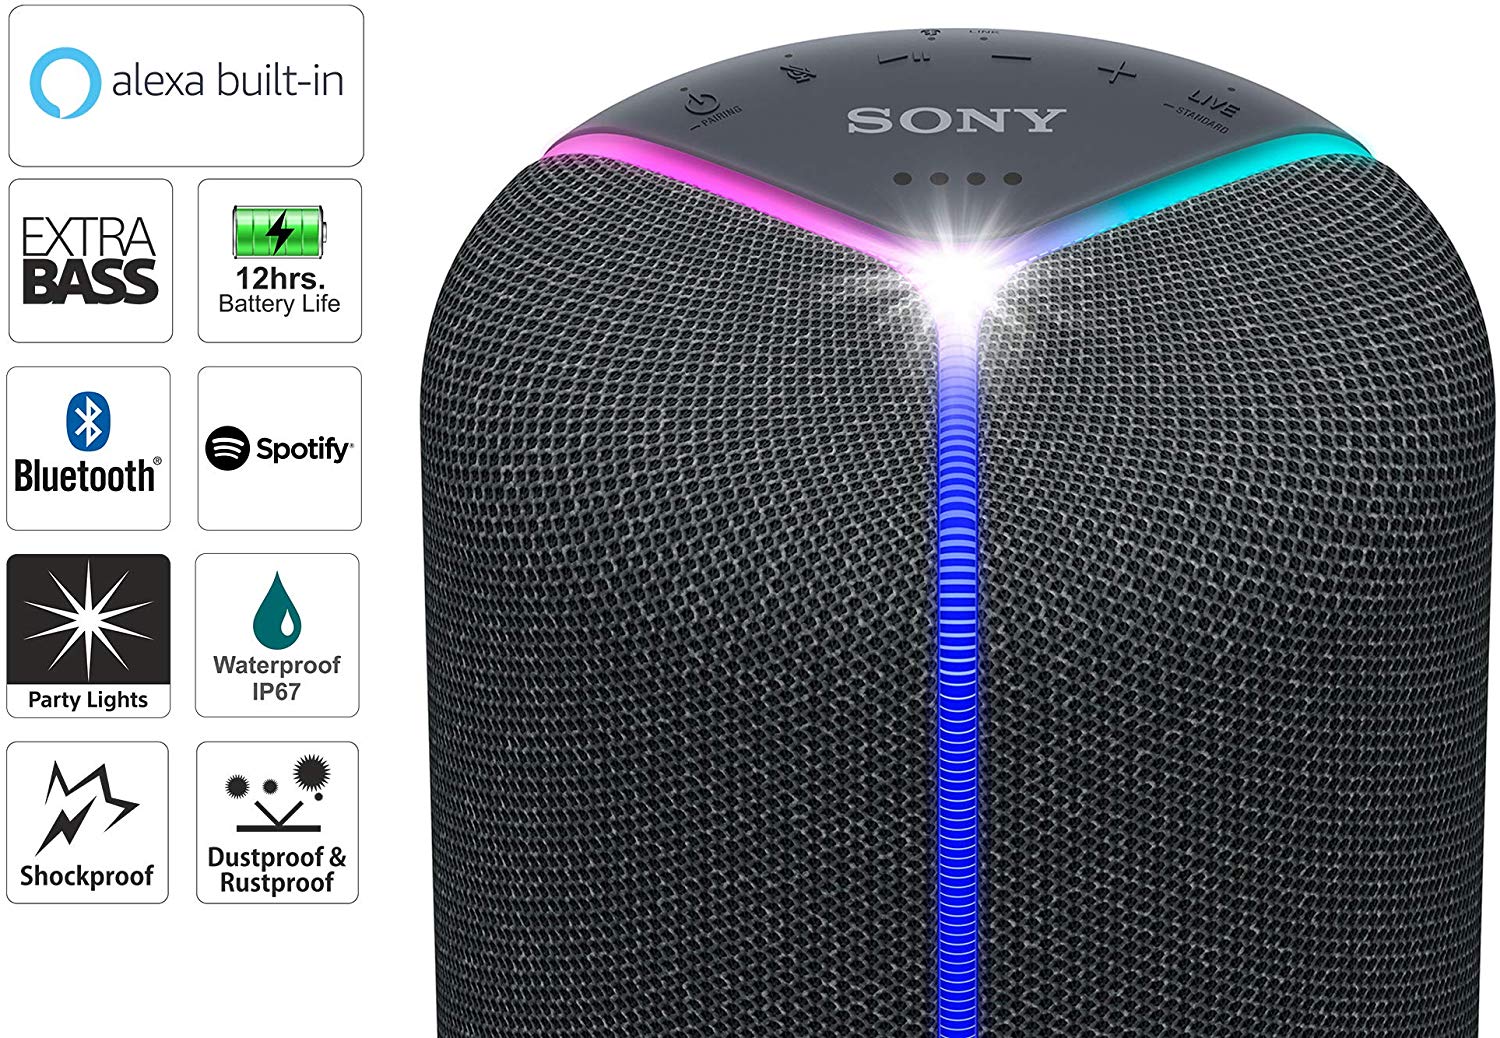 alexa built-in
EXTRA
BASS
12hrs.
Battery Life
Bluetooth®
Spotify®
Party Lights
Waterproof
IP67
Shockproof
Dustproof &
Rustproof
LINK
PAIRING
LIVE
STANDARD
SONY